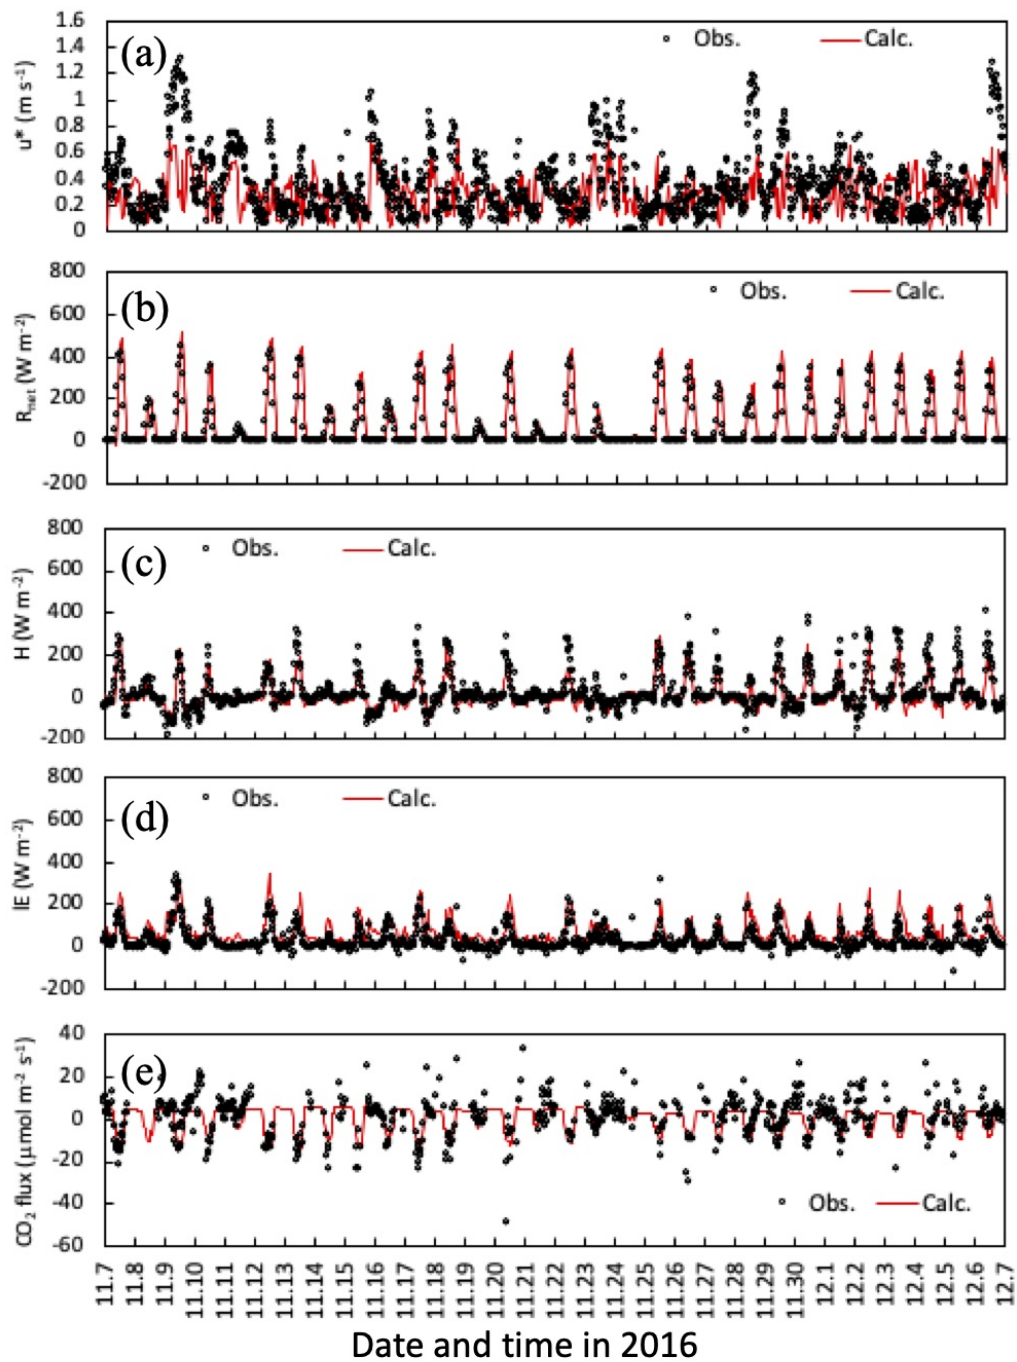 1.6
1.4
1.2
1
0.8
0.6
0.4
0.2
0
u* (m s⁻¹)
(a)
Obs. Calc.
800
600
400
200
0
-200
Rnet (W m⁻²)
(b)
Obs. Calc.
800
600
400
200
0
-200
H (W m⁻²)
(c)
Obs. Calc.
800
600
400
200
0
-200
lE (W m⁻²)
(d)
Obs. Calc.
40
20
0
-20
-40
-60
CO₂ flux (μmol m⁻² s⁻¹)
(e)
Obs. Calc.
11.7 11.8 11.9 11.10 11.11 11.12 11.13 11.14 11.15 11.16 11.17 11.18 11.19 11.20 11.21 11.22 11.23 11.24 11.25 11.26 11.27 11.28 11.29 11.30 12.1 12.2 12.3 12.4 12.5 12.6 12.7
Date and time in 2016